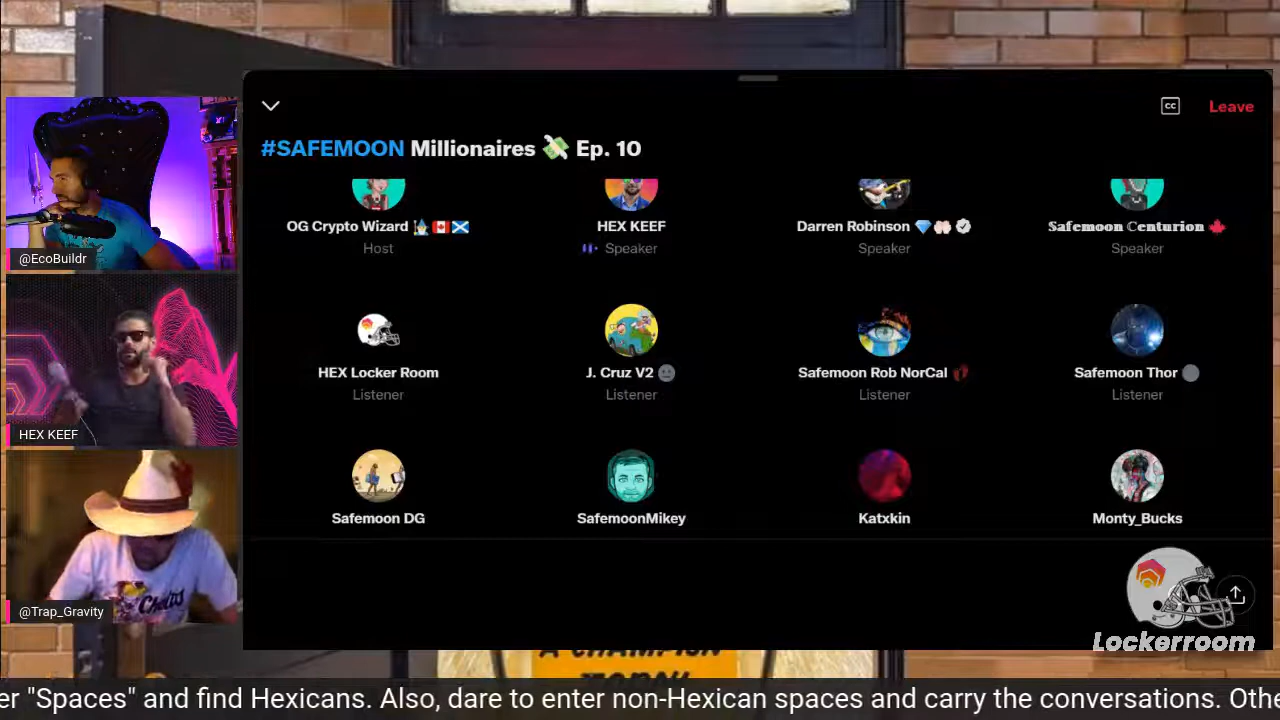 CC
Leave
#SAFEMOON Millionaires 💸 Ep. 10
OG Crypto Wizard
Host
HEX KEEF
Speaker
Darren Robinson
Speaker
𝕾𝖆𝖋𝖊𝖒𝖔𝖔𝖓 ℂ𝖊𝖓𝖙𝖚𝖗𝖎𝖔𝖓
Speaker
HEX Locker Room
Listener
J. Cruz V2
Listener
Safemoon Rob NorCal
Listener
Safemoon Thor
Listener
Safemoon DG
SafemoonMikey
Katxkin
Monty_Bucks
@EcoBuildr
HEX KEEF
@Trap_Gravity
Lockerroom
A CHAMPION
TODAY
er "Spaces" and find Hexicans. Also, dare to enter non-Hexican spaces and carry the conversations. Othe